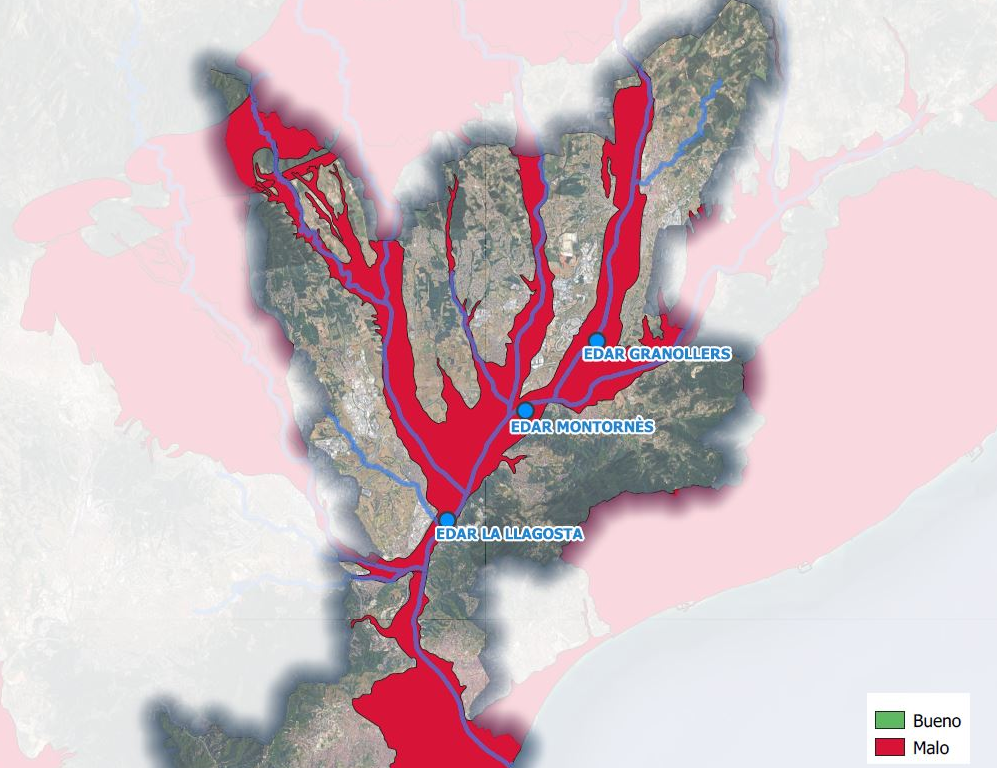 EDAR GRANOLLERS
EDAR MONTORNÈS
EDAR LA LLAGOSTA
Bueno
Malo